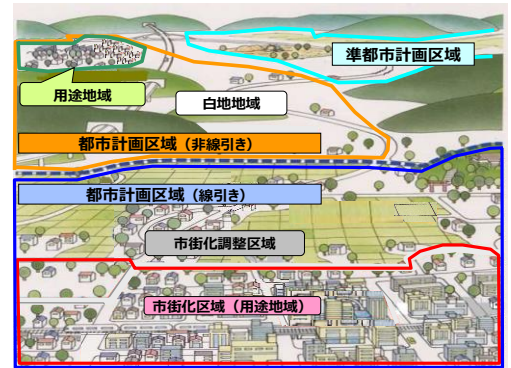 準都市計画区域
用途地域
白地地域
都市計画区域（非線引き）
都市計画区域（線引き）
市街化調整区域
市街化区域（用途地域）